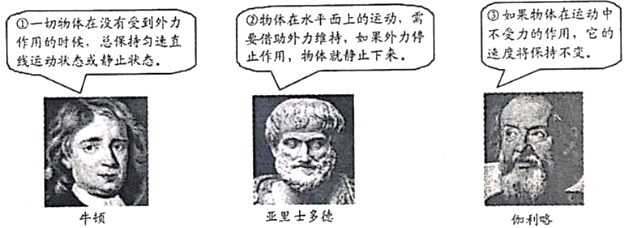 ①一切物体在没有受到外力
作用的时候，总保持匀速直
线运动状态或静止状态。
②物体在水平面上的运动，需
要借助外力维持，如果外力停
止作用，物体就静止下来。
③如果物体在运动中
不受力的作用，它的
速度将保持不变。
牛顿
亚里士多德
伽利略